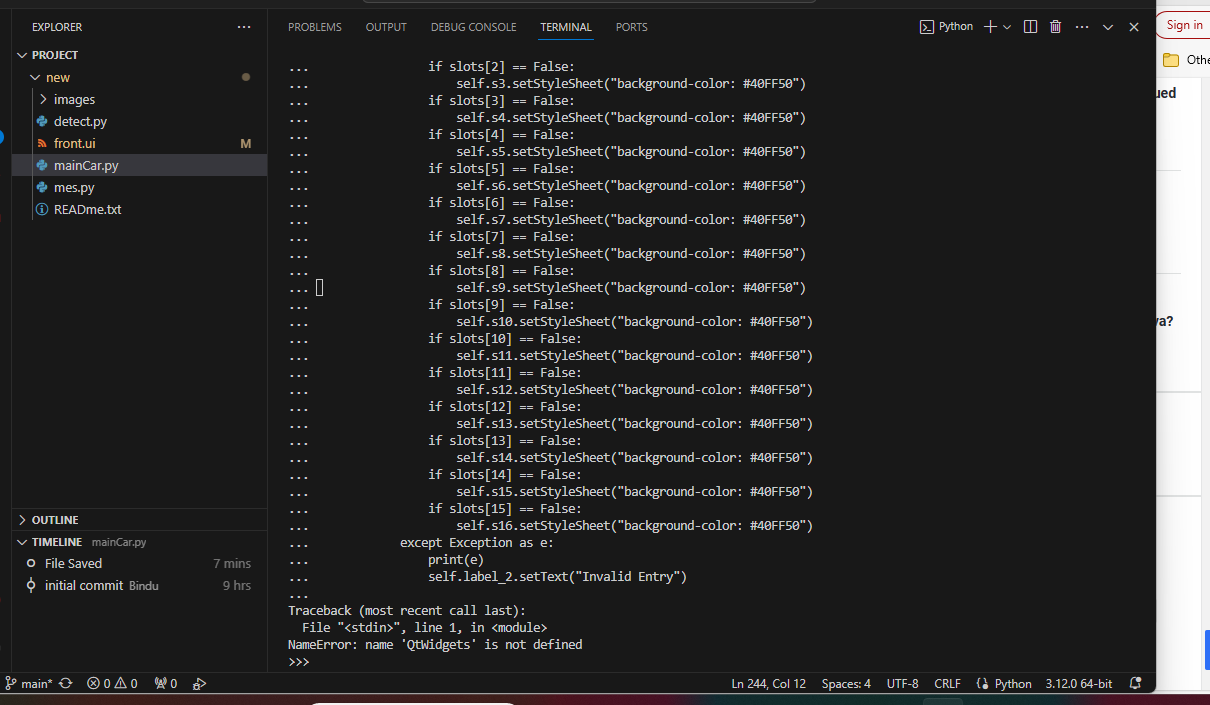 EXPLORER
PROJECT
new
images
detect.py
front.ui M
mainCar.py
mes.py
READme.txt
OUTLINE
TIMELINE mainCar.py
File Saved 7 mins
initial commit Bindu 9 hrs
PROBLEMS OUTPUT DEBUG CONSOLE TERMINAL PORTS
Python
... if slots[2] == False:
... self.s3.setStyleSheet("background-color: #40FF50")
... if slots[3] == False:
... self.s4.setStyleSheet("background-color: #40FF50")
... if slots[4] == False:
... self.s5.setStyleSheet("background-color: #40FF50")
... if slots[5] == False:
... self.s6.setStyleSheet("background-color: #40FF50")
... if slots[6] == False:
... self.s7.setStyleSheet("background-color: #40FF50")
... if slots[7] == False:
... self.s8.setStyleSheet("background-color: #40FF50")
... if slots[8] == False:
... self.s9.setStyleSheet("background-color: #40FF50")
... if slots[9] == False:
... self.s10.setStyleSheet("background-color: #40FF50")
... if slots[10] == False:
... self.s11.setStyleSheet("background-color: #40FF50")
... if slots[11] == False:
... self.s12.setStyleSheet("background-color: #40FF50")
... if slots[12] == False:
... self.s13.setStyleSheet("background-color: #40FF50")
... if slots[13] == False:
... self.s14.setStyleSheet("background-color: #40FF50")
... if slots[14] == False:
... self.s15.setStyleSheet("background-color: #40FF50")
... if slots[15] == False:
... self.s16.setStyleSheet("background-color: #40FF50")
... except Exception as e:
... print(e)
... self.label_2.setText("Invalid Entry")
...
Traceback (most recent call last):
File "<stdin>", line 1, in <module>
NameError: name 'QtWidgets' is not defined
>>>
main* 0 0 0 Ln 244, Col 12 Spaces: 4 UTF-8 CRLF Python 3.12.0 64-bit
Sign in